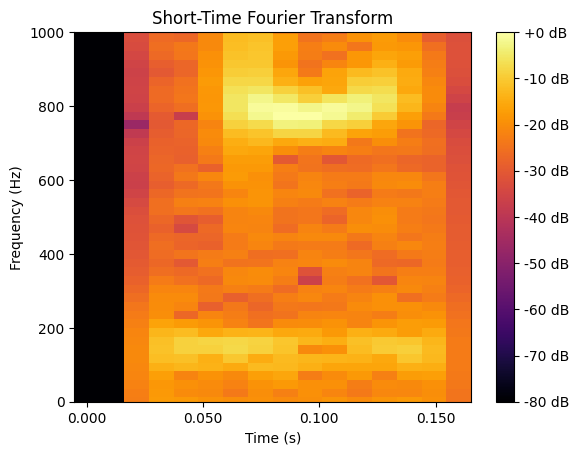 Short-Time Fourier Transform
1000
800
600
400
200
0
Frequency (Hz)
0.000
0.050
0.100
0.150
Time (s)
+0 dB
-10 dB
-20 dB
-30 dB
-40 dB
-50 dB
-60 dB
-70 dB
-80 dB